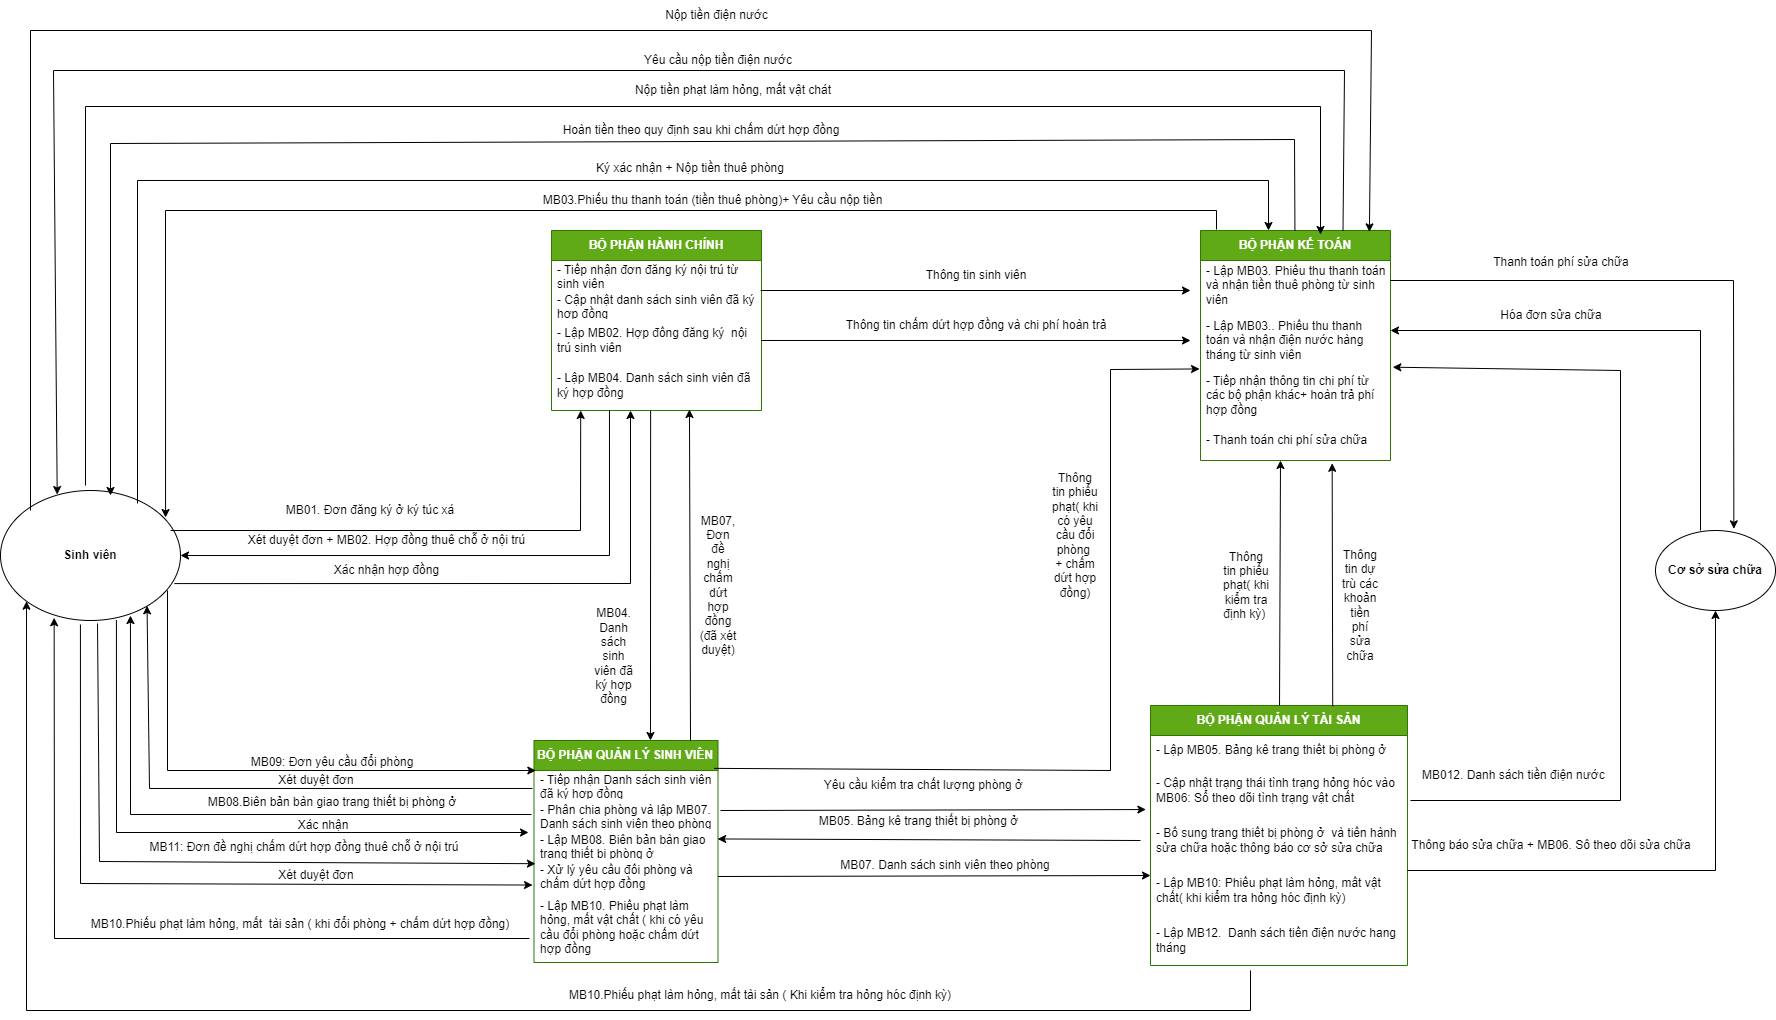 Nộp tiền điện nước
Yêu cầu nộp tiền điện nước
Nộp tiền phạt làm hỏng, mất vật chát
Hoàn tiền theo quy định sau khi chấm dứt hợp đồng
Ký xác nhận + Nộp tiền thuê phòng
MB03.Phiếu thu thanh toán (tiền thuê phòng)+ Yêu cầu nộp tiền
BỘ PHẬN HÀNH CHÍNH
- Tiếp nhận đơn đăng ký nội trú từ
sinh viên
- Cập nhật danh sách sinh viên đã ký
hợp đồng
- Lập MB02. Hợp đồng đăng ký  nội
trú sinh viên
- Lập MB04. Danh sách sinh viên đã
ký hợp đồng
Thông tin sinh viên
Thông tin chấm dứt hợp đồng và chi phí hoàn trả
BỘ PHẬN KẾ TOÁN
- Lập MB03. Phiếu thu thanh toán
và nhận tiền thuê phòng từ sinh
viên
- Lập MB03.. Phiếu thu thanh
toán và nhận điện nước hàng
tháng từ sinh viên
- Tiếp nhận thông tin chi phí từ
các bộ phận khác+ hoàn trả phí
hợp đồng
- Thanh toán chi phí sửa chữa
Thanh toán phí sửa chữa
Hóa đơn sửa chữa
Sinh viên
MB01. Đơn đăng ký ở ký túc xá
Xét duyệt đơn + MB02. Hợp đồng thuê chỗ ở nội trú
Xác nhận hợp đồng
MB04.
Danh
sách
sinh
viên đã
ký hợp
đồng
MB07,
Đơn
đề
nghị
chấm
dứt
hợp
đồng
(đã xét
duyệt)
Thông
tin phiếu
phạt( khi
có yêu
cầu đổi
phòng
+ chấm
dứt hợp
đồng)
Thông
tin phiếu
phạt( khi
kiểm tra
định kỳ)
Thông
tin dự
trù các
khoản
tiền
phí
sửa
chữa
Cơ sở sửa chữa
MB09: Đơn yêu cầu đổi phòng
Xét duyệt đơn
MB08.Biên bản bàn giao trang thiết bị phòng ở
Xác nhận
MB11: Đơn đề nghị chấm dứt hợp đồng thuê chỗ ở nội trú
Xét duyệt đơn
MB10.Phiếu phạt làm hỏng, mất  tài sản ( khi đổi phòng + chấm dứt hợp đồng)
BỘ PHẬN QUẢN LÝ SINH VIÊN
- Tiếp nhận Danh sách sinh viên
đã ký hợp đồng
- Phân chia phòng và lập MB07.
Danh sách sinh viên theo phòng
- Lập MB08. Biên bản bàn giao
trang thiết bị phòng ở
- Xử lý yêu cầu đổi phòng và
chấm dứt hợp đồng
- Lập MB10. Phiếu phạt làm
hỏng, mất vật chất ( khi có yêu
cầu đổi phòng hoặc chấm dứt
hợp đồng
Yêu cầu kiểm tra chất lượng phòng ở
MB05. Bảng kê trang thiết bị phòng ở
MB07. Danh sách sinh viên theo phòng
BỘ PHẬN QUẢN LÝ TÀI SẢN
- Lập MB05. Bảng kê trang thiết bị phòng ở
- Cập nhật trạng thái tình trạng hỏng hóc vào
MB06: Sổ theo dõi tình trạng vật chất
- Bổ sung trang thiết bị phòng ở  và tiến hành
sửa chữa hoặc thông báo cơ sở sửa chữa
- Lập MB10: Phiếu phạt làm hỏng, mất vật
chất( khi kiểm tra hỏng hóc định kỳ)
- Lập MB12.  Danh sách tiền điện nước hang
tháng
MB012. Danh sách tiền điện nước
Thông báo sửa chữa + MB06. Sổ theo dõi sửa chữa
MB10.Phiếu phạt làm hỏng, mất tài sản ( Khi kiểm tra hỏng hóc định kỳ)